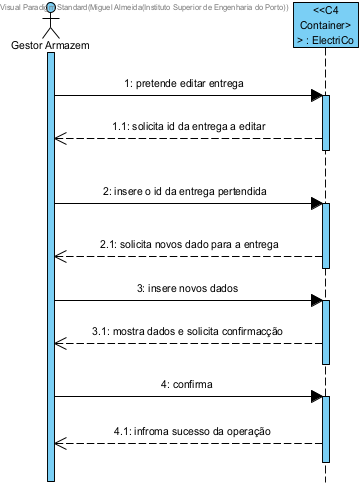 Visual Paradigm Standard(Miguel Almeida(Instituto Superior de Engenharia do Porto))
<<C4
Container>
> : ElectriCo
Gestor Armazem
1: pretende editar entrega
1.1: solicita id da entrega a editar
2: insere o id da entrega pertendida
2.1: solicita novos dado para a entrega
3: insere novos dados
3.1: mostra dados e solicita confirmacção
4: confirma
4.1: infroma sucesso da operação